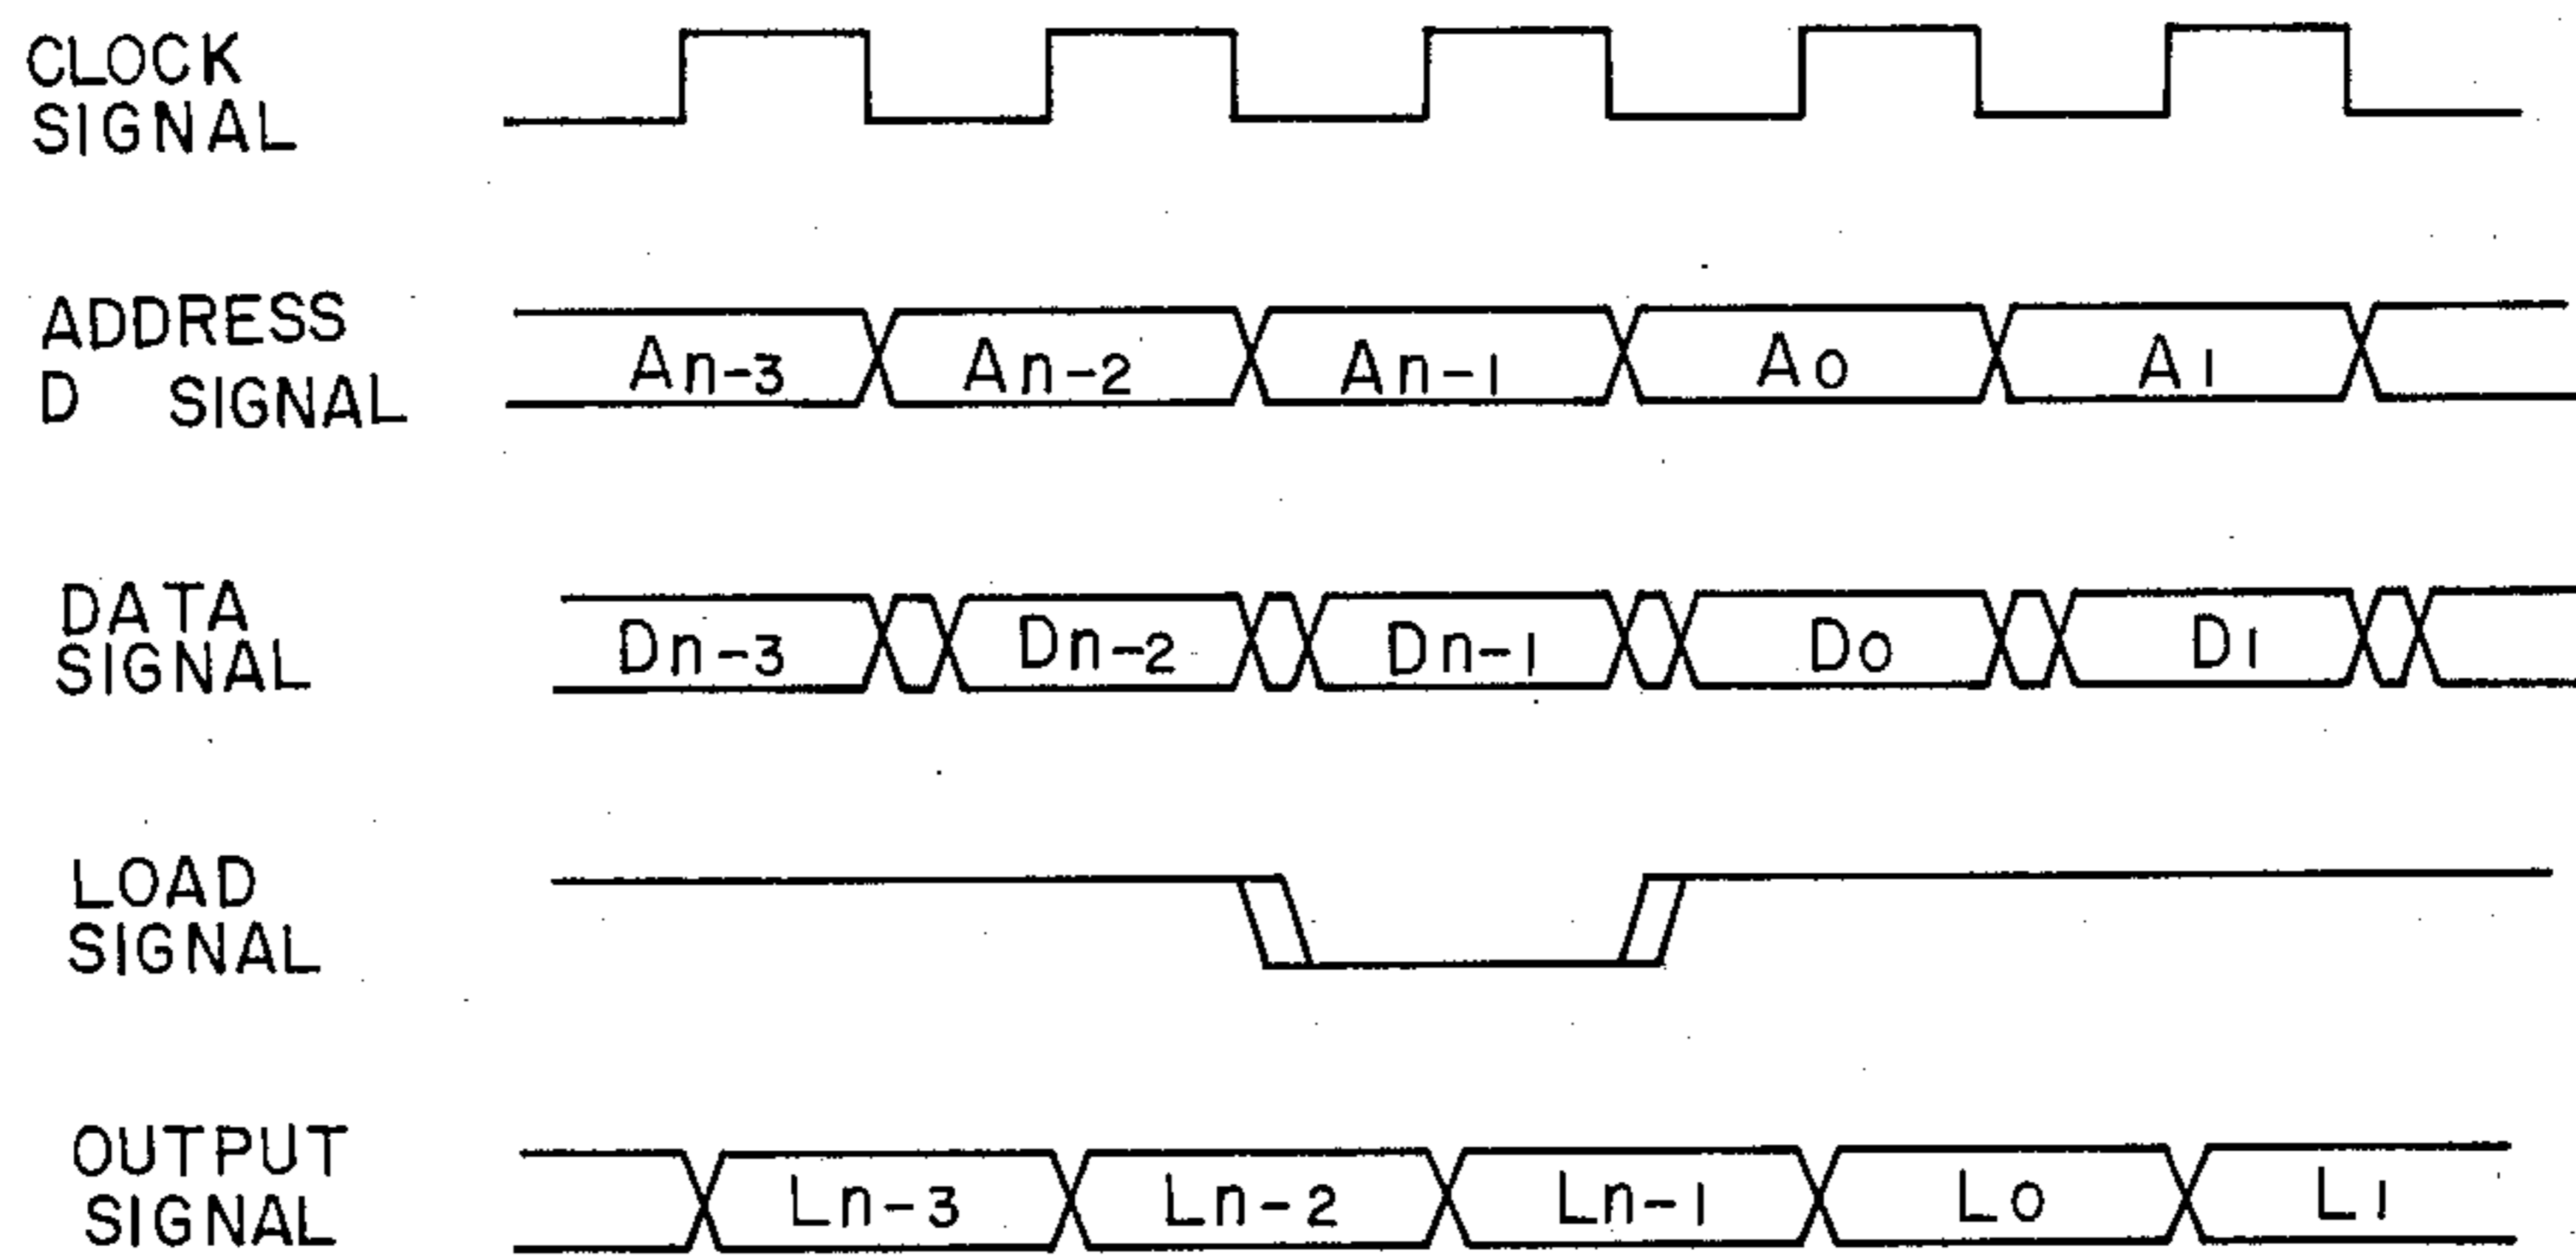 CLOCK
SIGNAL
ADDRESS
D SIGNAL
An-3 An-2 An-1 A0 A1
DATA
SIGNAL
Dn-3 Dn-2 Dn-1 D0 D1
LOAD
SIGNAL
OUTPUT
SIGNAL
Ln-3 Ln-2 Ln-1 L0 L1